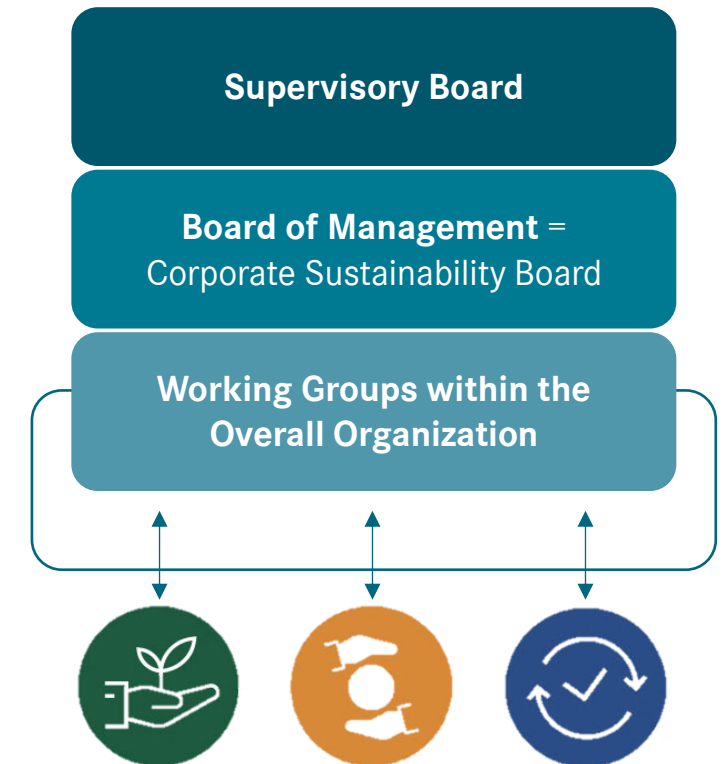 Supervisory Board
Board of Management =
Corporate Sustainability Board
Working Groups within the
Overall Organization